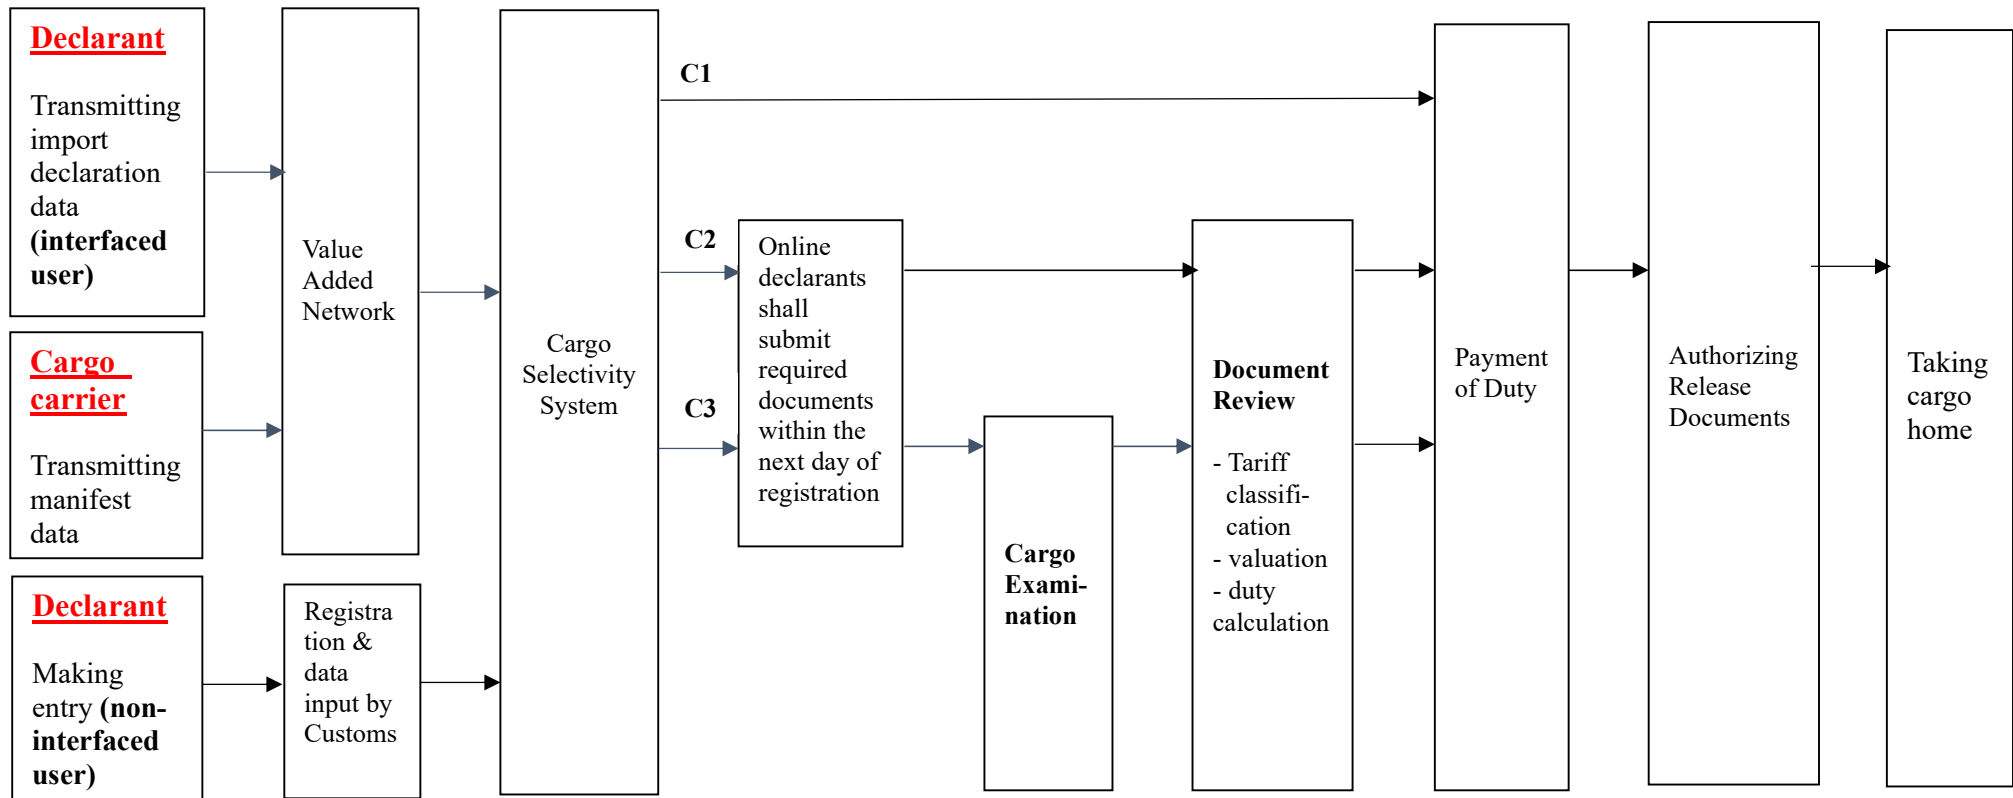 Declarant
Transmitting
import
declaration
data
(interfaced
user)
Cargo
carrier
Transmitting
manifest
data
Declarant
Making
entry (non-
interfaced
user)
Value
Added
Network
Registra
tion &
data
input by
Customs
Cargo
Selectivity
System
C1
C2
C3
Online
declarants
shall
submit
required
documents
within the
next day of
registration
Cargo
Exami-
nation
Document
Review
- Tariff
classifi-
cation
- valuation
- duty
calculation
Payment
of Duty
Authorizing
Release
Documents
Taking
cargo
home